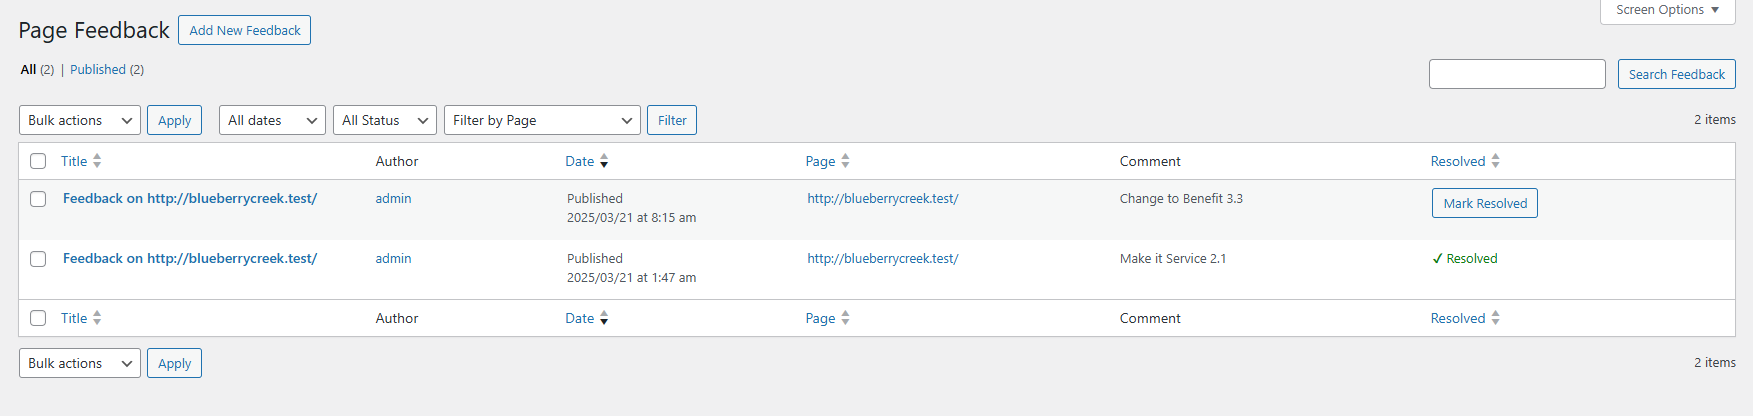 Screen Options
Page Feedback Add New Feedback
All (2) | Published (2)
Search Feedback
Bulk actions Apply All dates All Status Filter by Page Filter 2 items
Title Author Date Page Comment Resolved
Feedback on http://blueberrycreek.test/ admin Published http://blueberrycreek.test/ Change to Benefit 3.3 Mark Resolved
2025/03/21 at 8:15 am
Feedback on http://blueberrycreek.test/ admin Published http://blueberrycreek.test/ Make it Service 2.1 ✓ Resolved
2025/03/21 at 1:47 am
Title Author Date Page Comment Resolved
Bulk actions Apply 2 items